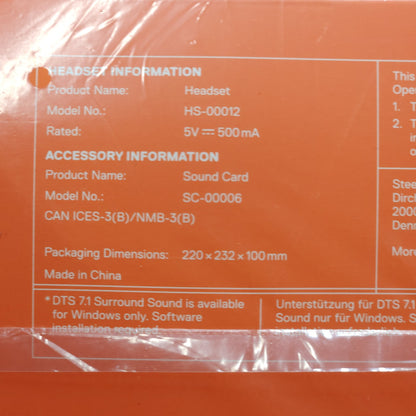 HEADSET INFORMATION
Product Name: Headset
Model No.: HS-00012
Rated: 5V ⎓ 500mA
ACCESSORY INFORMATION
Product Name: Sound Card
Model No.: SC-00006
CAN ICES-3(B)/NMB-3(B)
Packaging Dimensions: 220×232×100mm
Made in China
*DTS 7.1 Surround Sound is available
for Windows only. Software
installation required.
This
Oper
1. T
2. T
in
o
Stee
Dirch
2000
Denn
More
Unterstützung für DTS 7.1
Sound nur für Windows. S